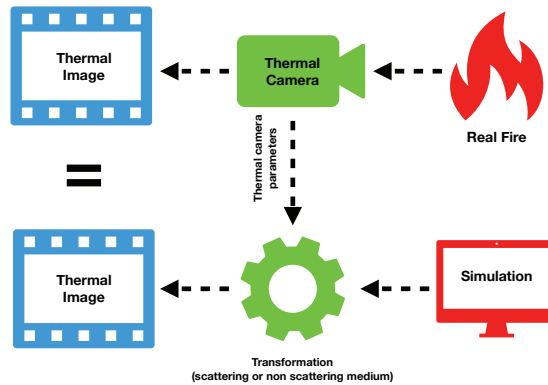 Thermal
Image
Thermal
Camera
Real Fire
Thermal camera
parameters
=
Thermal
Image
Simulation
Transformation
(scattering or non scattering medium)